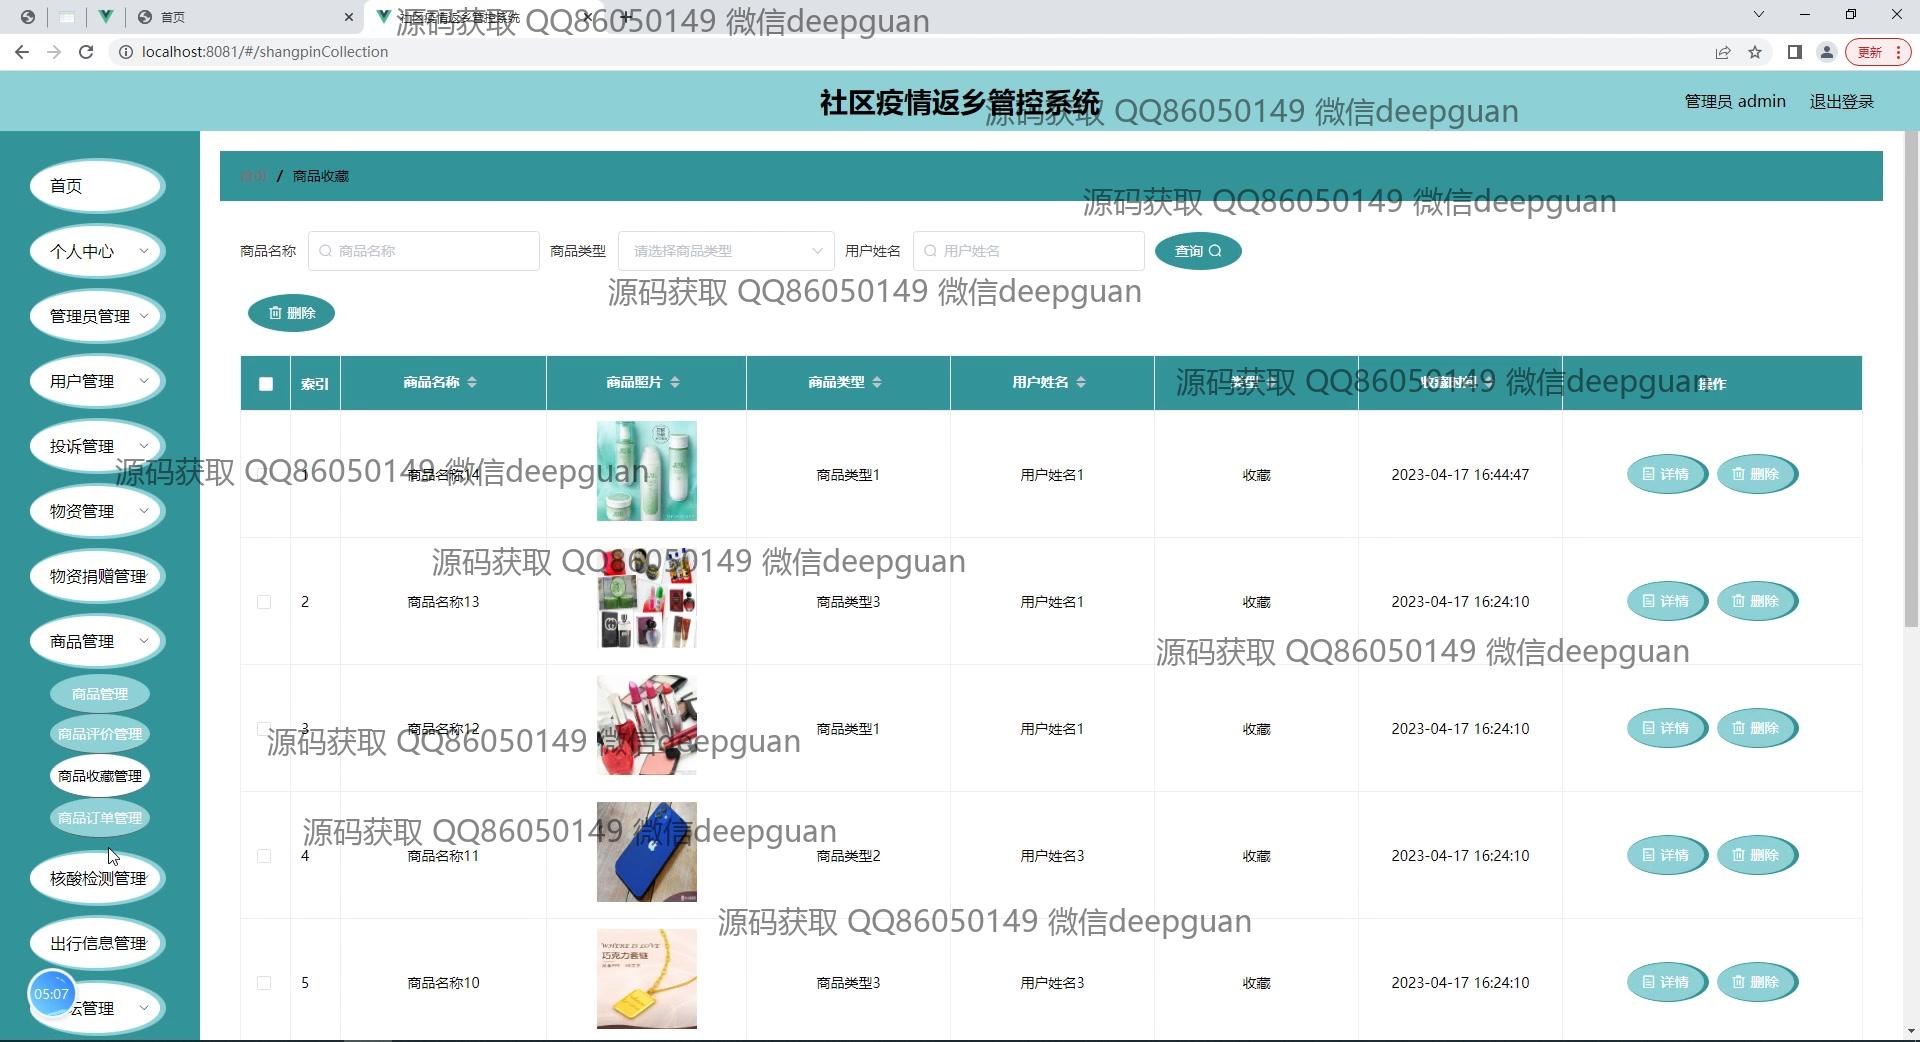 首页
社区疫情返乡管控系统
源码获取 QQ86050149 微信deepguan
localhost:8081/#/shangpinCollection
更新
社区疫情返乡管控系统
源码获取 QQ86050149 微信deepguan
管理员 admin
退出登录
首页
个人中心
管理员管理
用户管理
投诉管理
物资管理
物资捐赠管理
商品管理
商品管理
商品评价管理
商品收藏管理
商品订单管理
核酸检测管理
出行信息管理
坛管理
05:07
首页 / 商品收藏
源码获取 QQ86050149 微信deepguan
商品名称 商品名称 商品类型 请选择商品类型 用户姓名 用户姓名 查询
源码获取 QQ86050149 微信deepguan
删除
索引 商品名称 商品照片 商品类型 用户姓名 类型 收藏时间 操作
源码获取 QQ86050149 微信deepguan
1 商品名称14 商品类型1 用户姓名1 收藏 2023-04-17 16:44:47 详情 删除
源码获取 QQ86050149 微信deepguan
源码获取 QQ86050149 微信deepguan
2 商品名称13 商品类型3 用户姓名1 收藏 2023-04-17 16:24:10 详情 删除
源码获取 QQ86050149 微信deepguan
3 商品名称12 商品类型1 用户姓名1 收藏 2023-04-17 16:24:10 详情 删除
源码获取 QQ86050149 微信deepguan
源码获取 QQ86050149 微信deepguan
4 商品名称11 商品类型2 用户姓名3 收藏 2023-04-17 16:24:10 详情 删除
源码获取 QQ86050149 微信deepguan
WHERE IS LOVE
巧克力套链
5 商品名称10 商品类型3 用户姓名3 收藏 2023-04-17 16:24:10 详情 删除